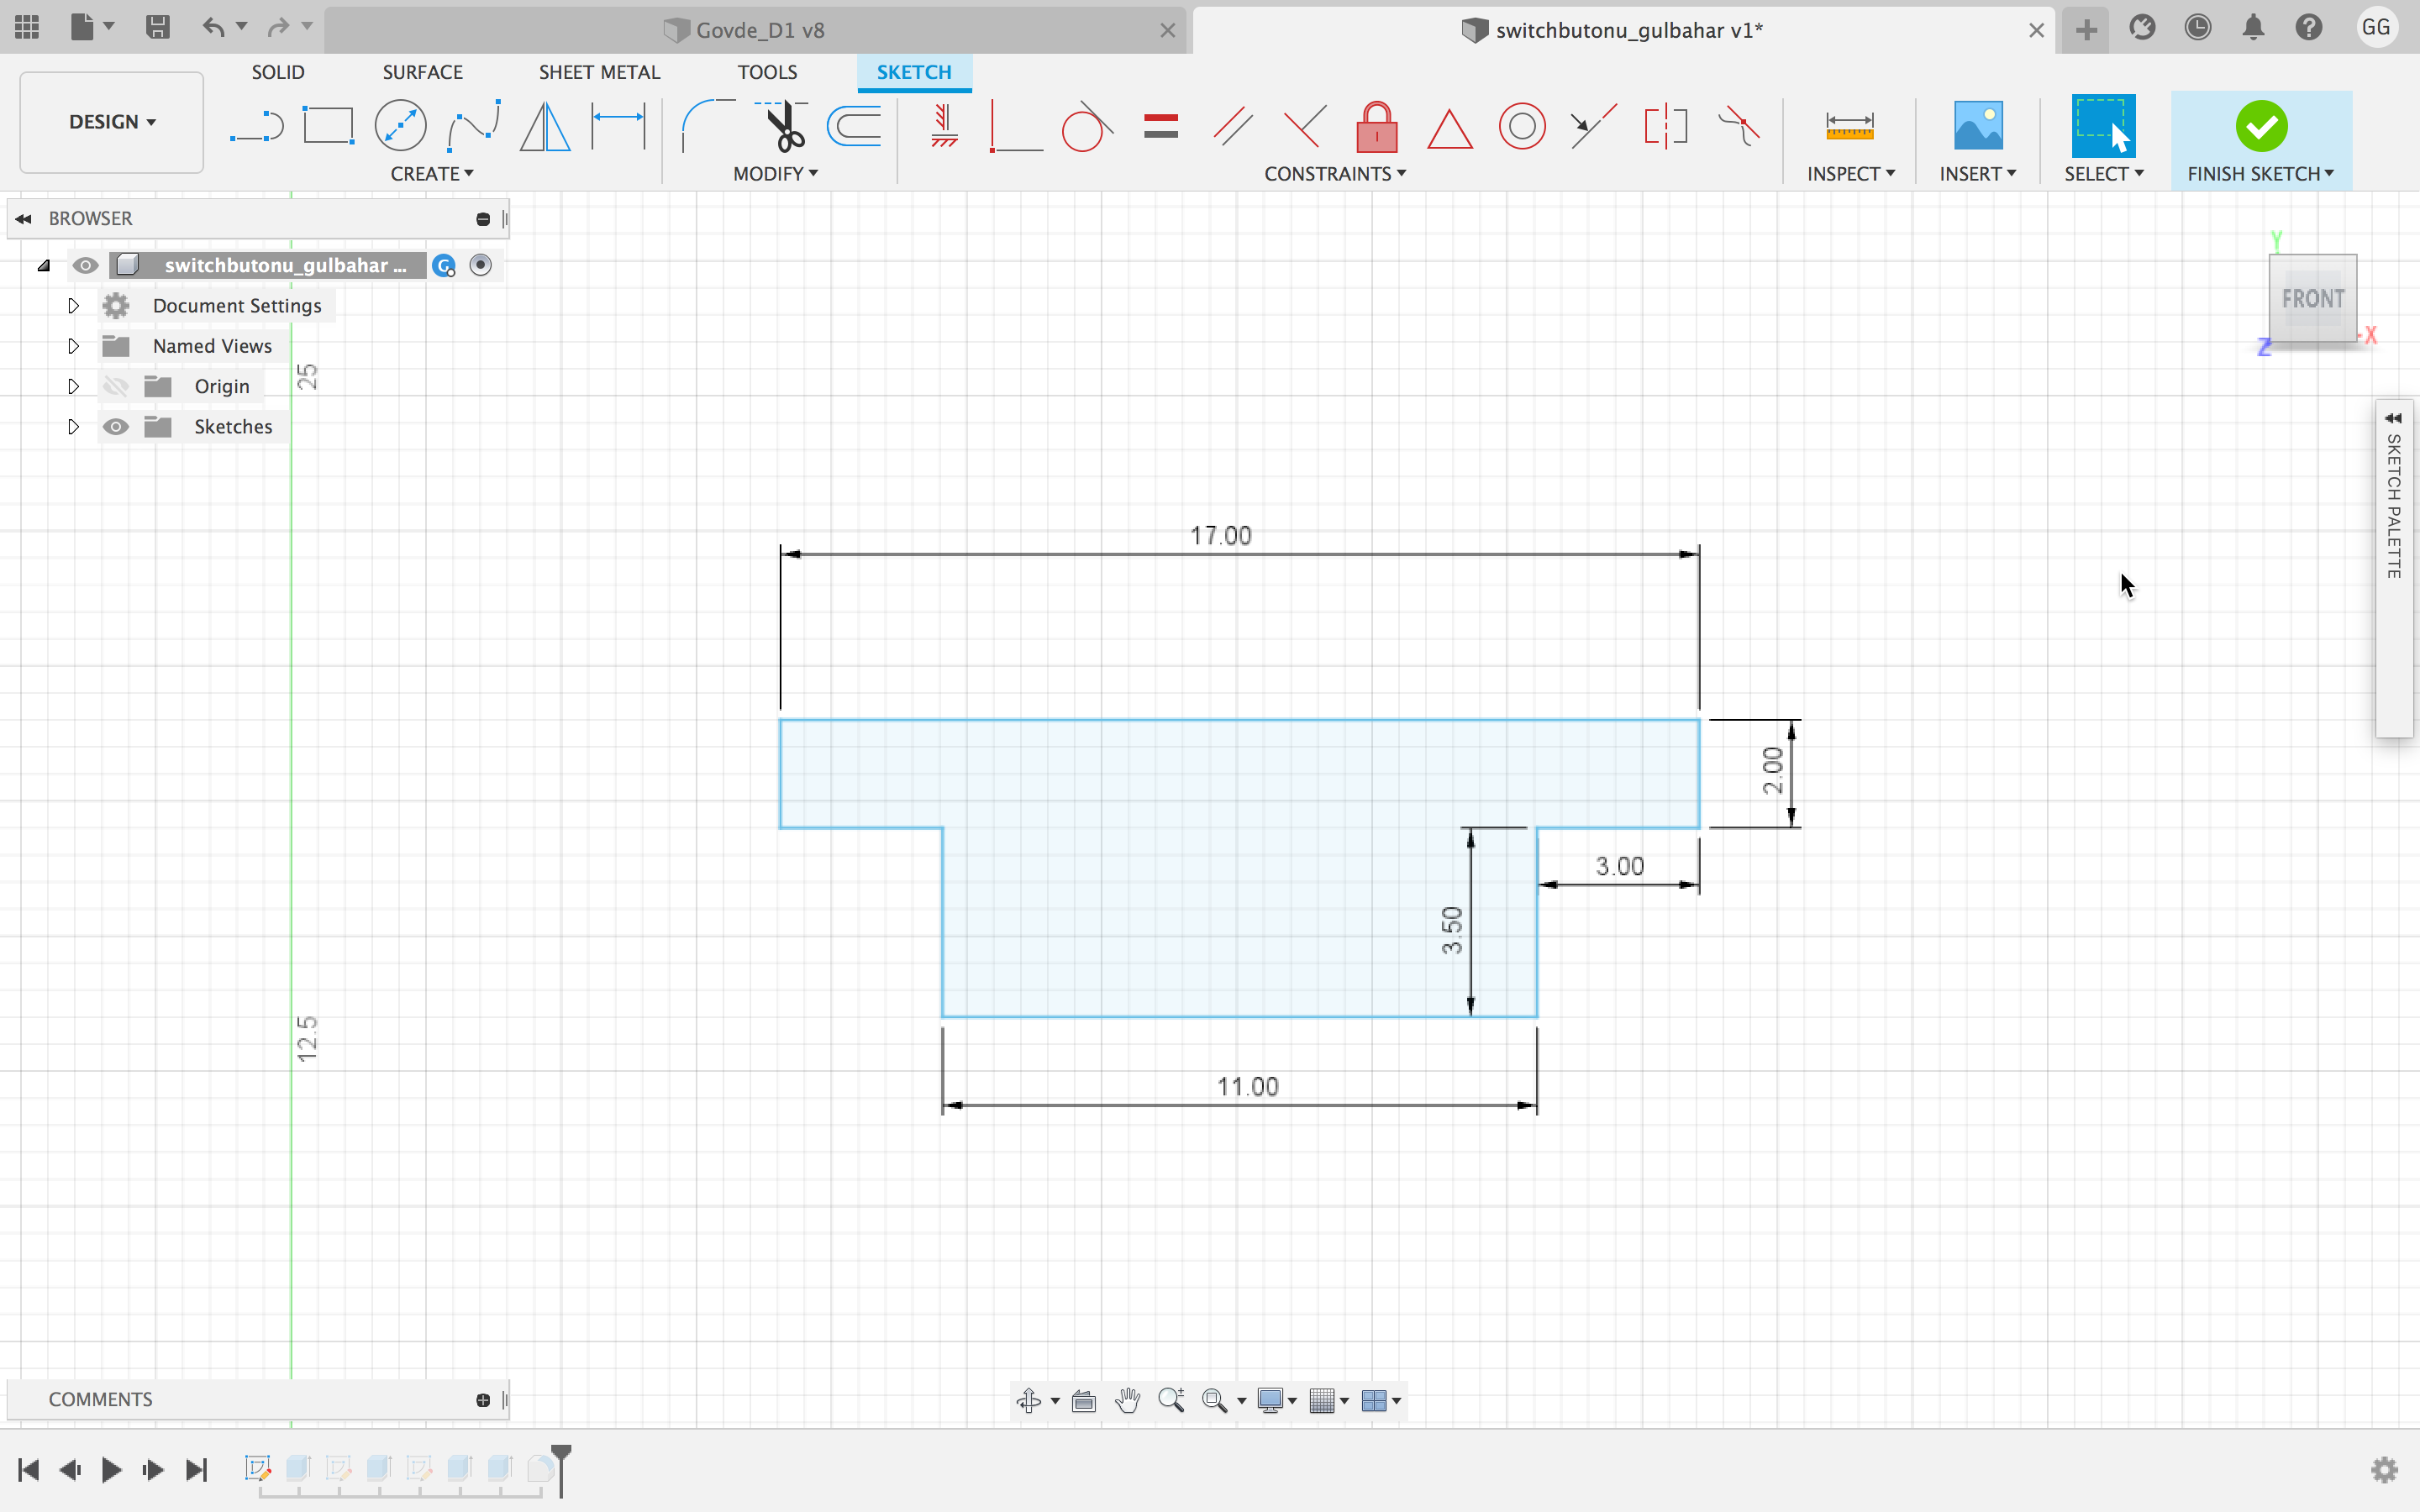 Govde_D1 v8
switchbutonu_gulbahar v1*
GG
SOLID
SURFACE
SHEET METAL
TOOLS
SKETCH
DESIGN
CREATE
MODIFY
CONSTRAINTS
INSPECT
INSERT
SELECT
FINISH SKETCH
BROWSER
switchbutonu_gulbahar ...
G
Document Settings
Named Views
Origin
Sketches
25
12.5
Y
FRONT
X
Z
SKETCH PALETTE
17.00
2.00
3.00
3.50
11.00
COMMENTS